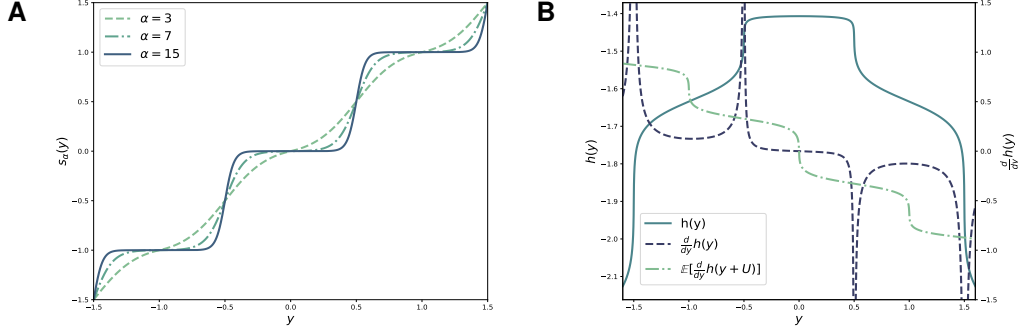 A
α = 3
α = 7
α = 15
1.5
1.0
0.5
0.0
−0.5
−1.0
−1.5
sα(y)
−1.5 −1.0 −0.5 0.0 0.5 1.0 1.5
y
B
−1.4
−1.5
−1.6
−1.7
−1.8
−1.9
−2.0
−2.1
h(y)
h(y)
d/dy h(y)
𝔼[d/dy h(y + U)]
1.5
1.0
0.5
0.0
−0.5
−1.0
−1.5
d/dy h(y)
−1.5 −1.0 −0.5 0.0 0.5 1.0 1.5
y